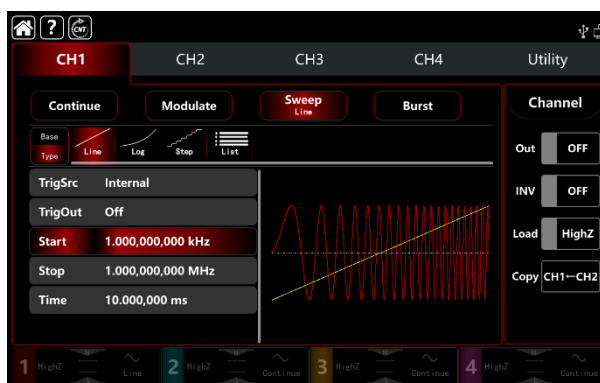 ? CNT
CH1 CH2 CH3 CH4 Utility
Continue Modulate Sweep Burst Channel
Line
Base
Type Line Log Step List
Out OFF
TrigSrc Internal
INV OFF
TrigOut Off
Load HighZ
Start 1.000,000,000 kHz
Stop 1.000,000,000 MHz
Copy CH1←CH2
Time 10.000,000 ms
1 HighZ Line 2 HighZ Continue 3 HighZ Continue 4 HighZ Continue